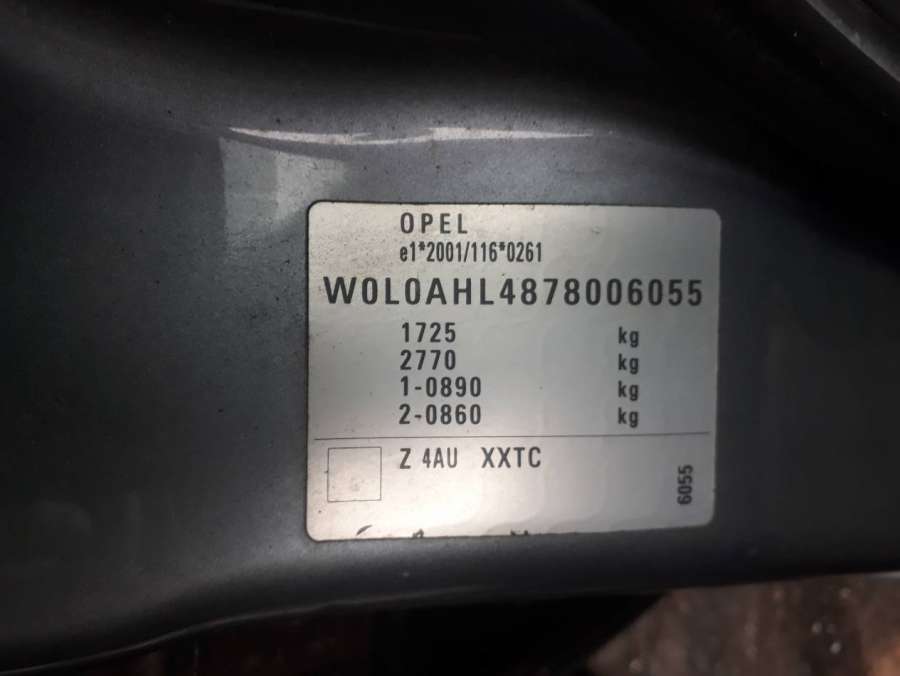 OPEL
e1*2001/116*0261
W0L0AHL4878006055
1725 kg
2770 kg
1-0890 kg
2-0860 kg
Z 4AU XXTC
6055